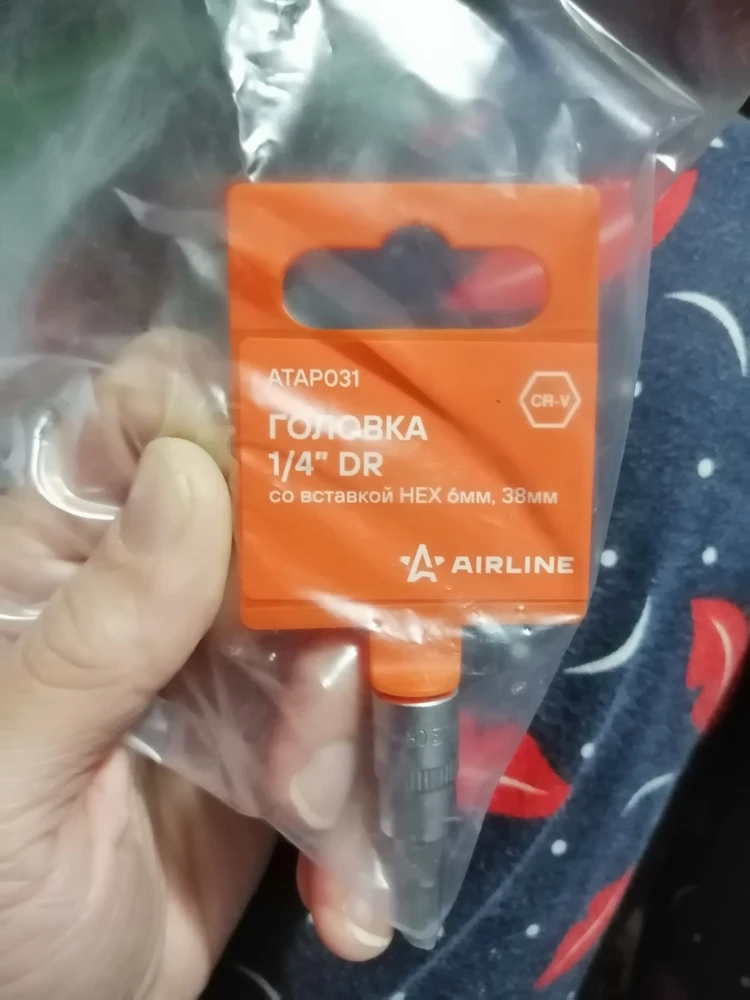 ATAP031
CR-V
ГОЛОВКА
1/4" DR
со вставкой HEX 6мм, 38мм
AIRLINE